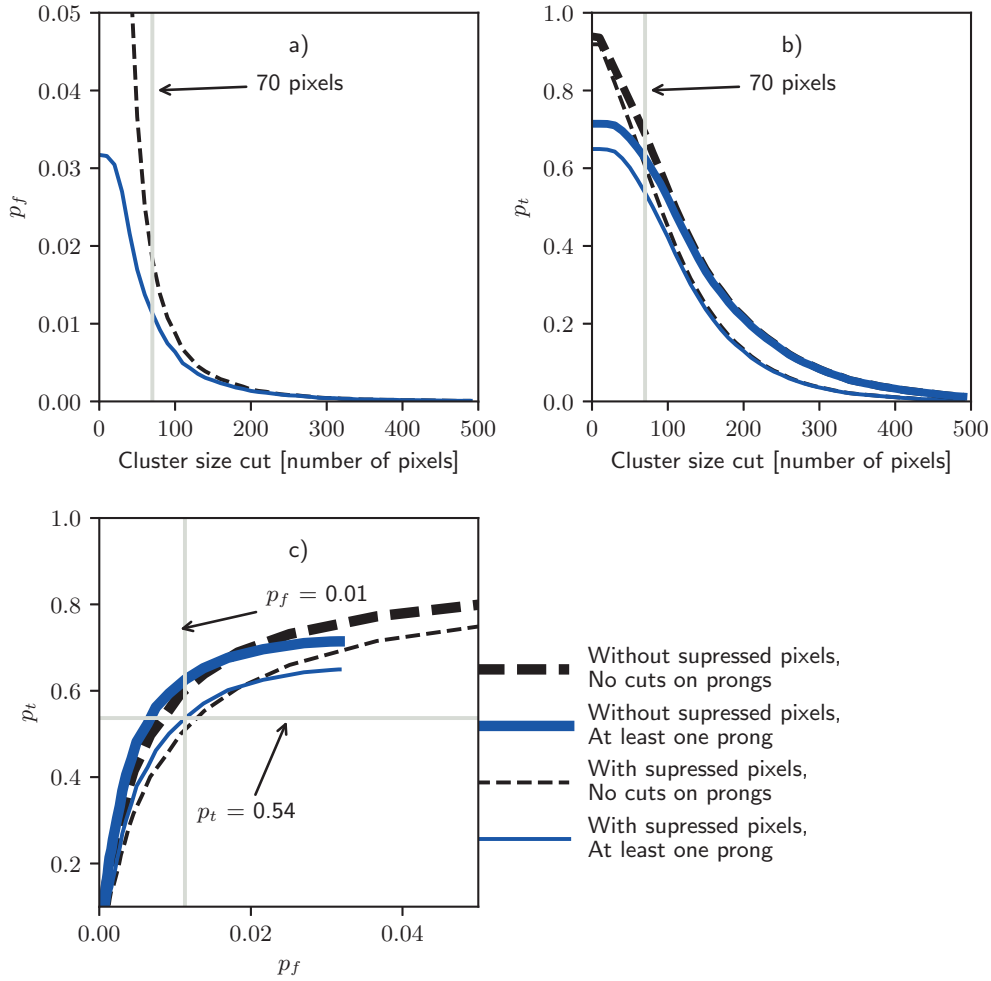 a)
70 pixels
0.05
0.04
0.03
0.02
0.01
0.00
p_f
0 100 200 300 400 500
Cluster size cut [number of pixels]
b)
70 pixels
1.0
0.8
0.6
0.4
0.2
0.0
p_t
0 100 200 300 400 500
Cluster size cut [number of pixels]
c)
p_f = 0.01
p_t = 0.54
1.0
0.8
0.6
0.4
0.2
p_t
0.00 0.02 0.04
p_f
Without supressed pixels,
No cuts on prongs
Without supressed pixels,
At least one prong
With supressed pixels,
No cuts on prongs
With supressed pixels,
At least one prong